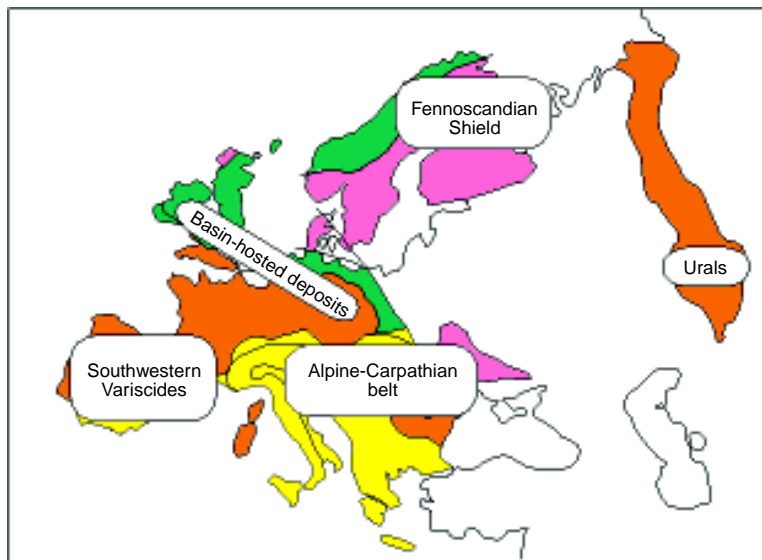 Fennoscandian
Shield
Basin-hosted deposits
Urals
Southwestern
Variscides
Alpine-Carpathian
belt